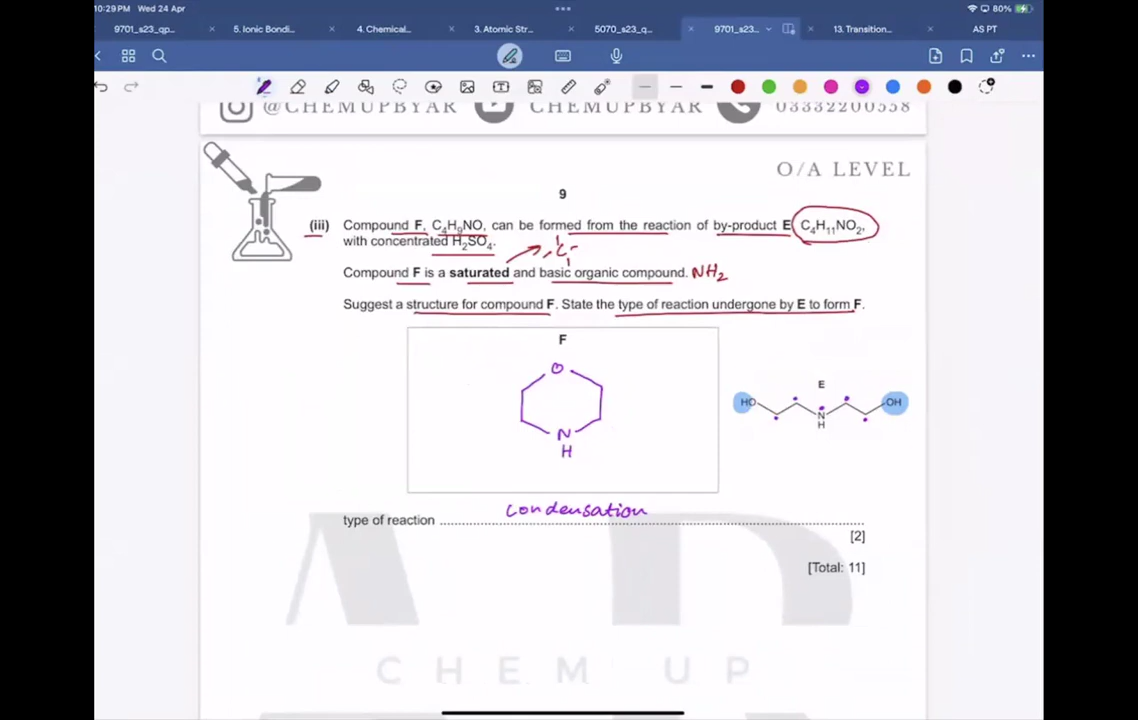 10:29 PM Wed 24 Apr
80%
9701_s23_qp...
5. Ionic Bondi...
4. Chemical...
3. Atomic Str...
5070_s23_q...
9701_s23...
13. Transition...
AS PT
@CHEMUPBYAR CHEMUPBYAR 03332200558
O/A LEVEL
9
(iii) Compound F, C₄H₉NO, can be formed from the reaction of by-product E, C₄H₁₁NO₂,
with concentrated H₂SO₄.
C
Compound F is a saturated and basic organic compound. NH₂
Suggest a structure for compound F. State the type of reaction undergone by E to form F.
F
O
N
H
E
HO
OH
N
H
condensation
type of reaction ................................................................
[2]
[Total: 11]
CHEM UP